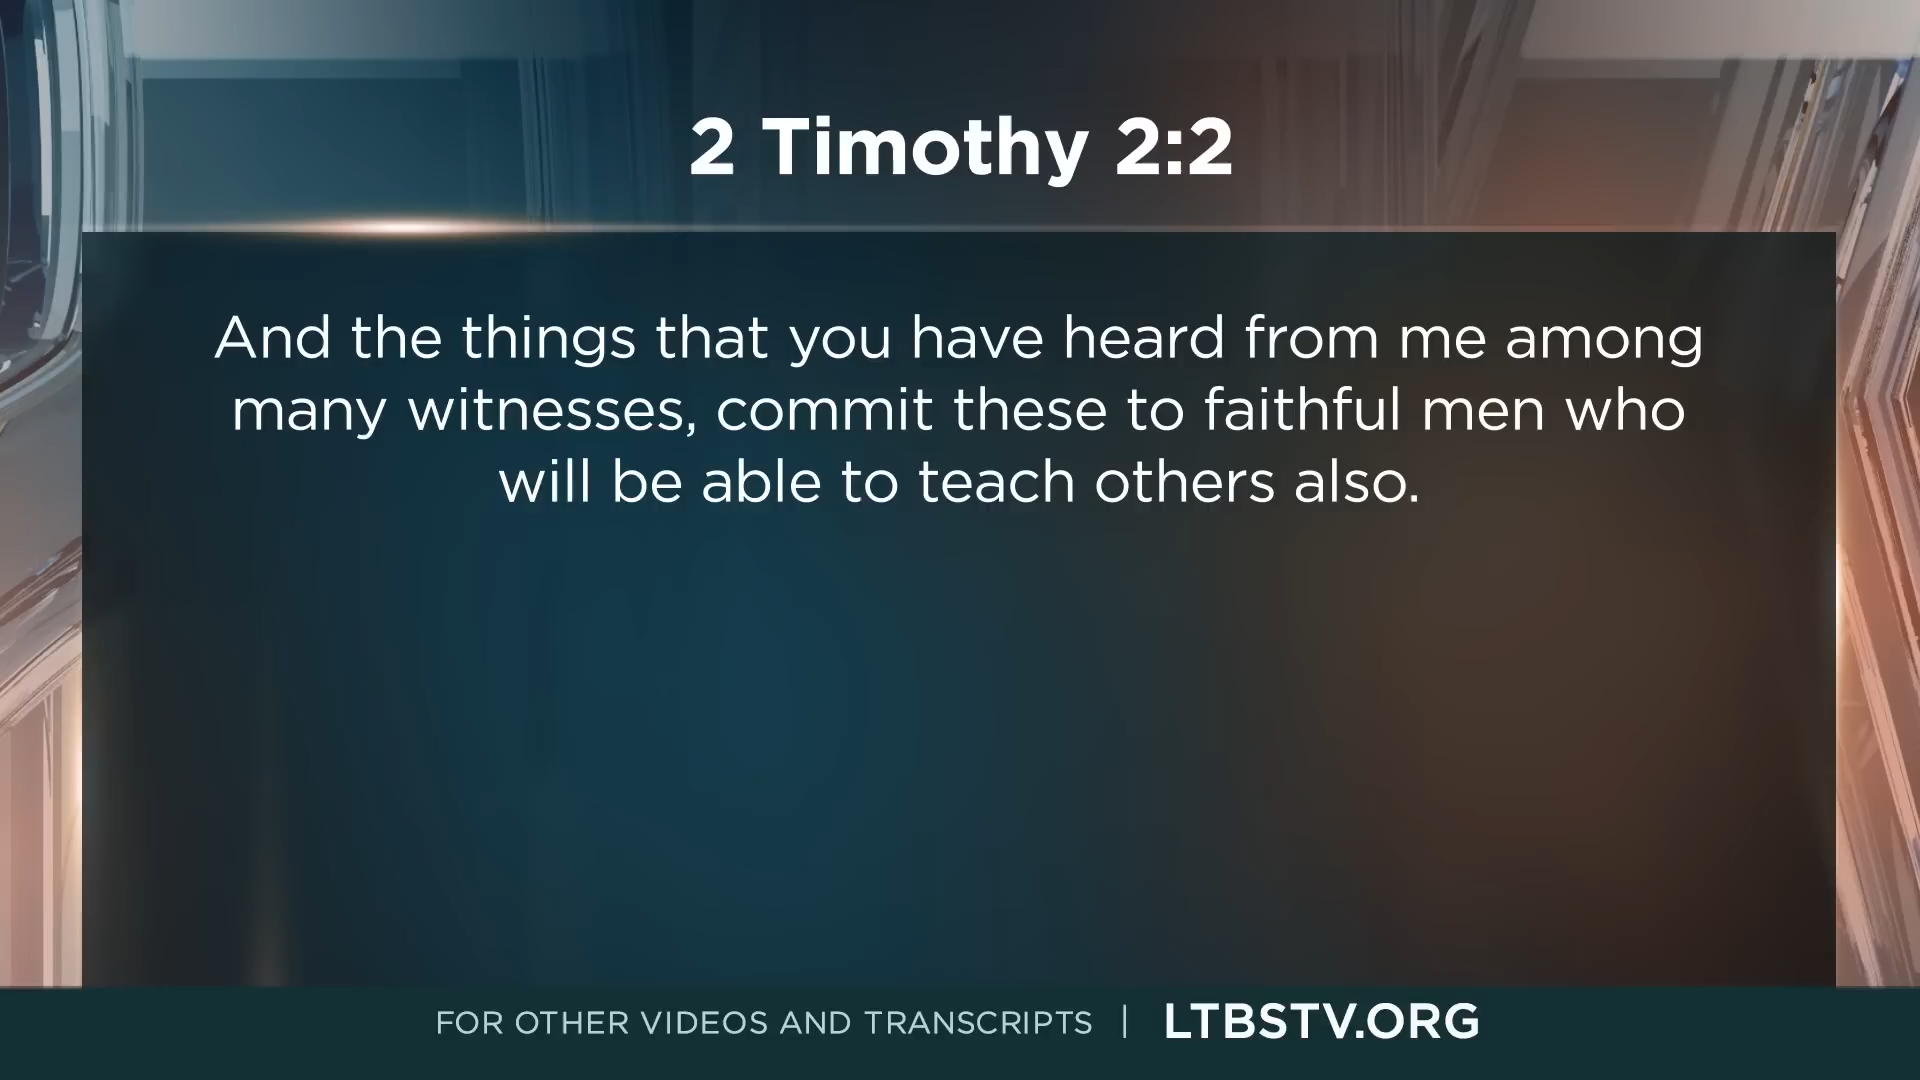 2 Timothy 2:2
And the things that you have heard from me among
many witnesses, commit these to faithful men who
will be able to teach others also.
FOR OTHER VIDEOS AND TRANSCRIPTS | LTBSTV.ORG